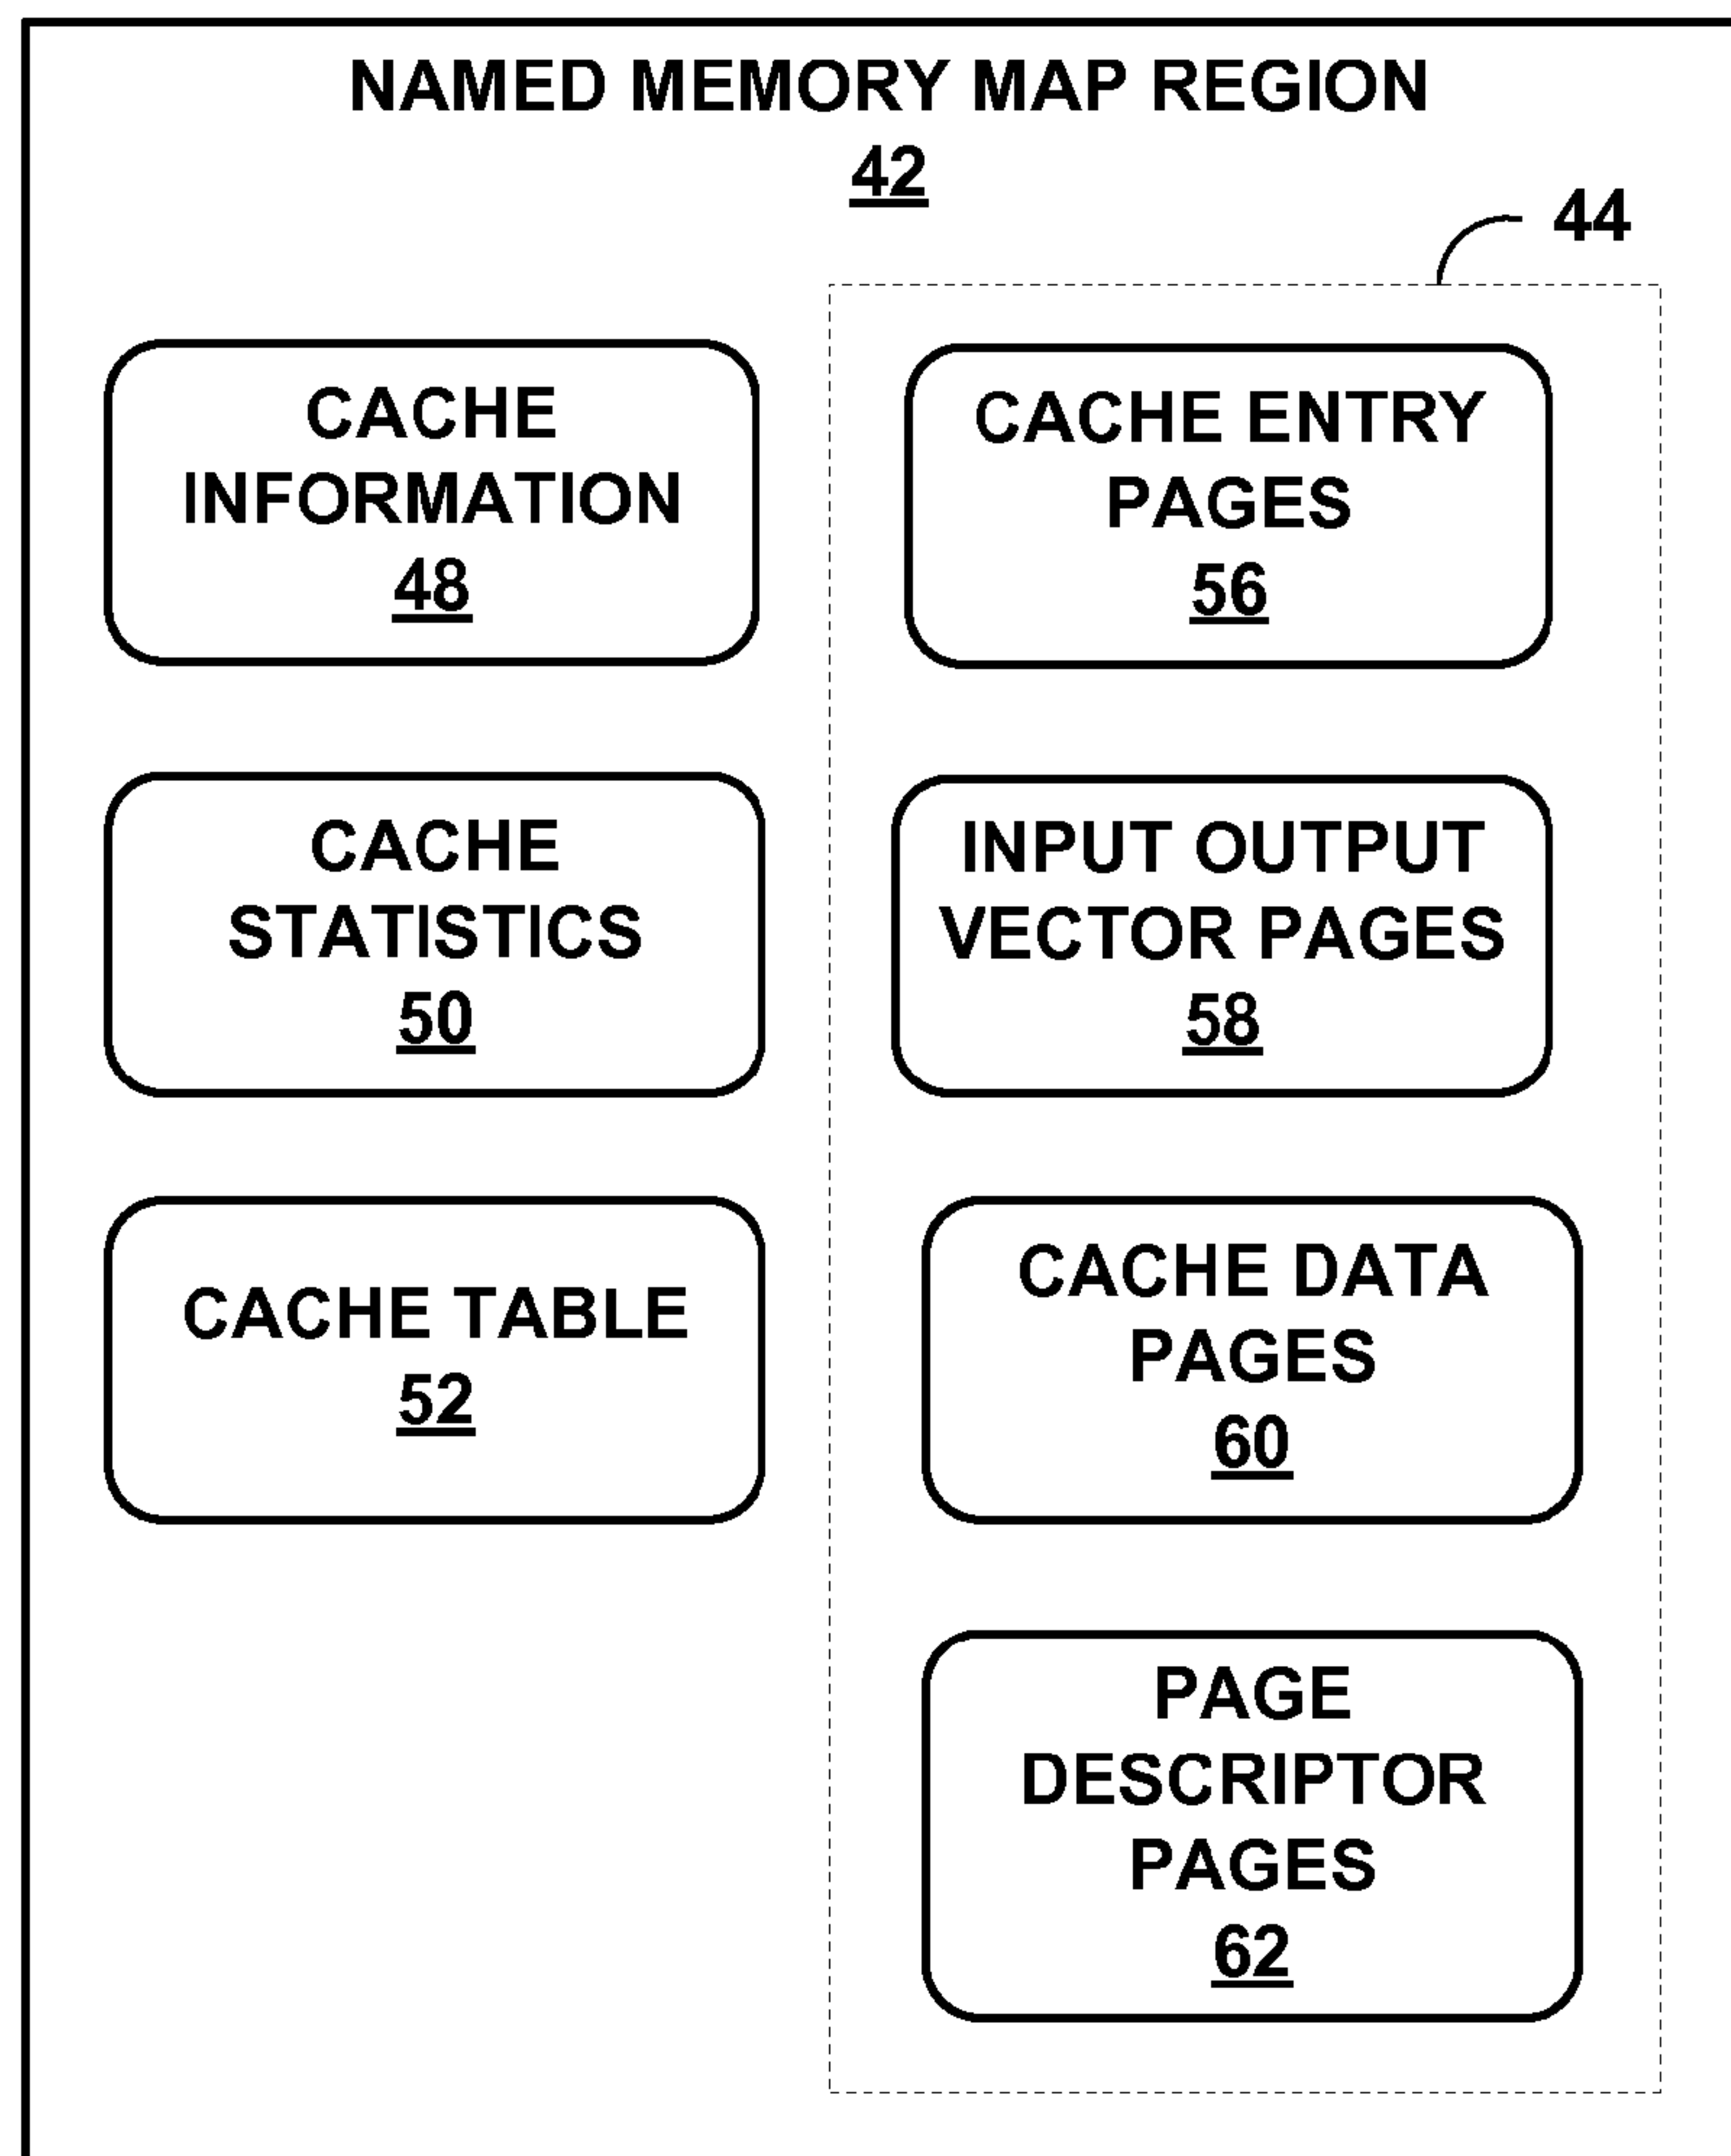 NAMED MEMORY MAP REGION
42
44
CACHE
INFORMATION
48
CACHE
STATISTICS
50
CACHE TABLE
52
CACHE ENTRY
PAGES
56
INPUT OUTPUT
VECTOR PAGES
58
CACHE DATA
PAGES
60
PAGE
DESCRIPTOR
PAGES
62